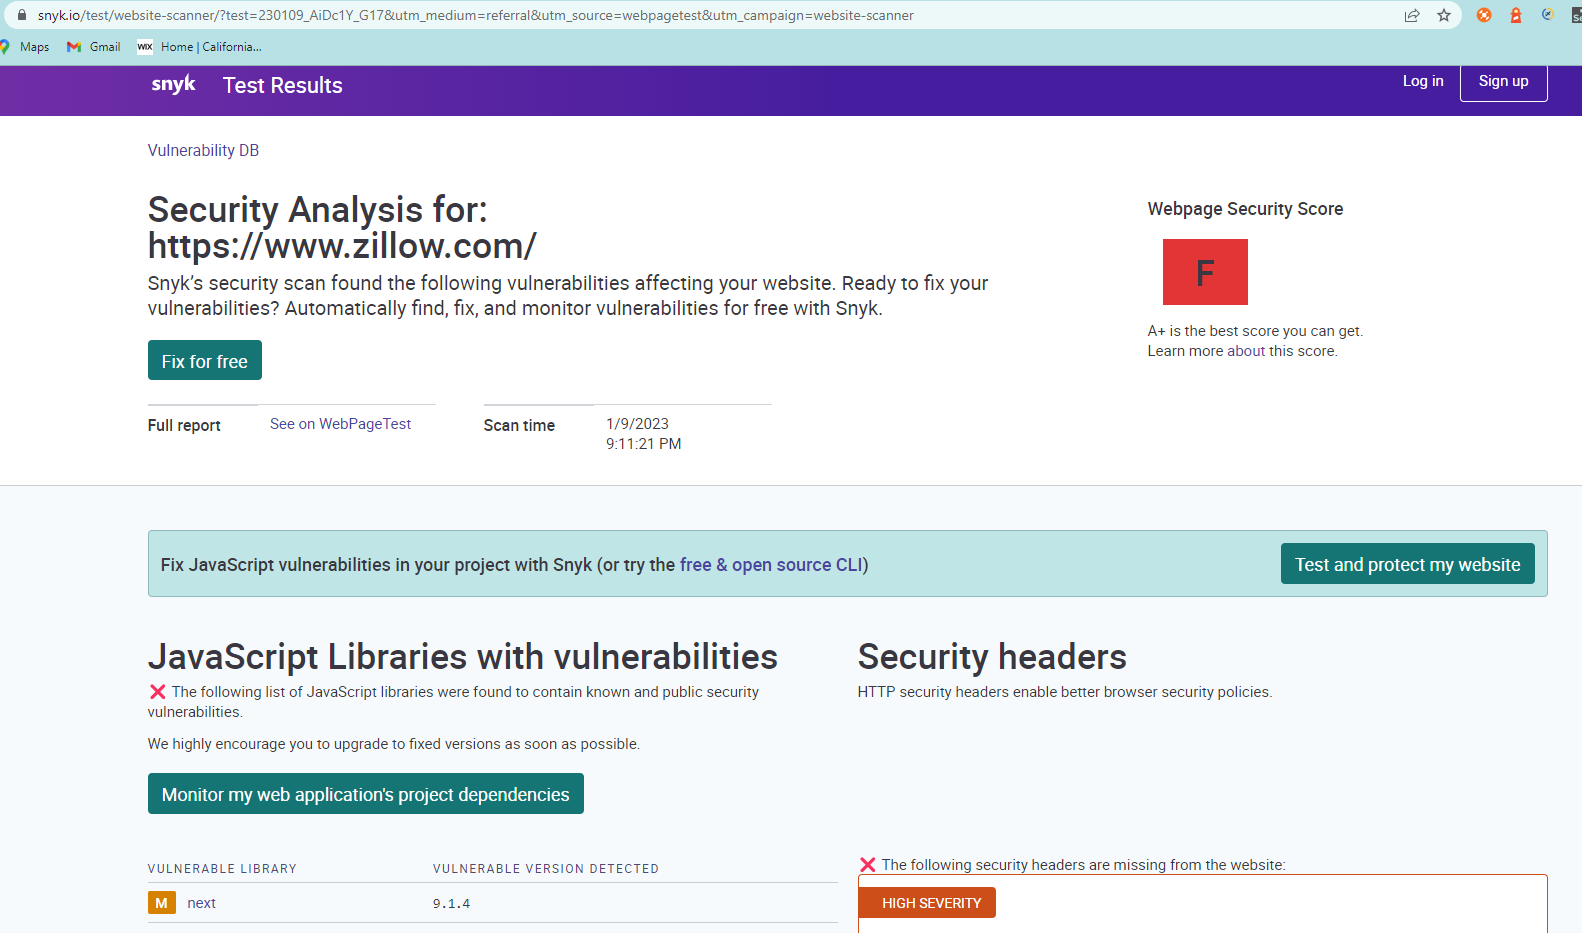 snyk.io/test/website-scanner/?test=230109_AiDc1Y_G17&utm_medium=referral&utm_source=webpagetest&utm_campaign=website-scanner
Maps Gmail WIX Home | California...
snyk Test Results Log in Sign up
Vulnerability DB
Security Analysis for:
https://www.zillow.com/
Snyk’s security scan found the following vulnerabilities affecting your website. Ready to fix your
vulnerabilities? Automatically find, fix, and monitor vulnerabilities for free with Snyk.
Fix for free
Webpage Security Score
F
A+ is the best score you can get.
Learn more about this score.
Full report See on WebPageTest Scan time 1/9/2023
9:11:21 PM
Fix JavaScript vulnerabilities in your project with Snyk (or try the free & open source CLI) Test and protect my website
JavaScript Libraries with vulnerabilities
❌ The following list of JavaScript libraries were found to contain known and public security
vulnerabilities.
We highly encourage you to upgrade to fixed versions as soon as possible.
Monitor my web application's project dependencies
VULNERABLE LIBRARY VULNERABLE VERSION DETECTED
M next 9.1.4
Security headers
HTTP security headers enable better browser security policies.
❌ The following security headers are missing from the website:
HIGH SEVERITY